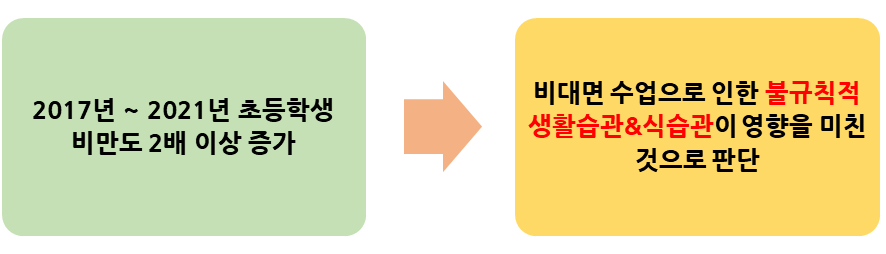 2017년 ~ 2021년 초등학생
비만도 2배 이상 증가
비대면 수업으로 인한 불규칙적
생활습관&식습관이 영향을 미친
것으로 판단